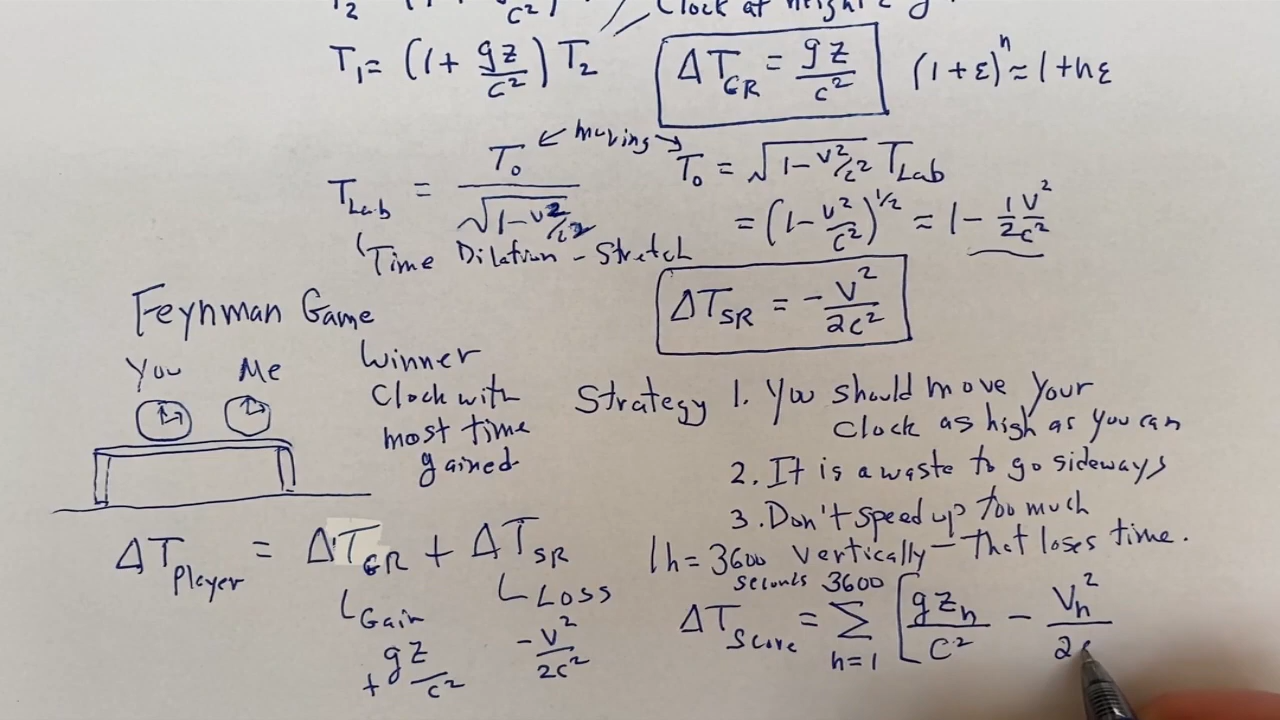 Clock at height z
T₁ = (1 + gz/c²) T₂
ΔT_GR = gz/c²
(1+ε)ⁿ ≈ 1+nε
moving
T_Lab = T₀/√(1-v²/c²)
T₀ = √(1-v²/c²) T_Lab
= (1-v²/c²)^1/2 ≈ 1 - 1/2 v²/c²
Time Dilation - Stretch
ΔT_SR = -v²/2c²
Feynman Game
You Me
Winner
Clock with
most time
gained
Strategy 1. You should move your
clock as high as you can
2. It is a waste to go sideways
3. Don't speed up too much
vertically - that loses time.
ΔT_Player = ΔT_GR + ΔT_SR
Gain
Loss
+gz/c²
-v²/2c²
1h = 3600
seconds
ΔT_Score = Σ_{n=1}^{3600} [gz_n/c² - v_n²/2c